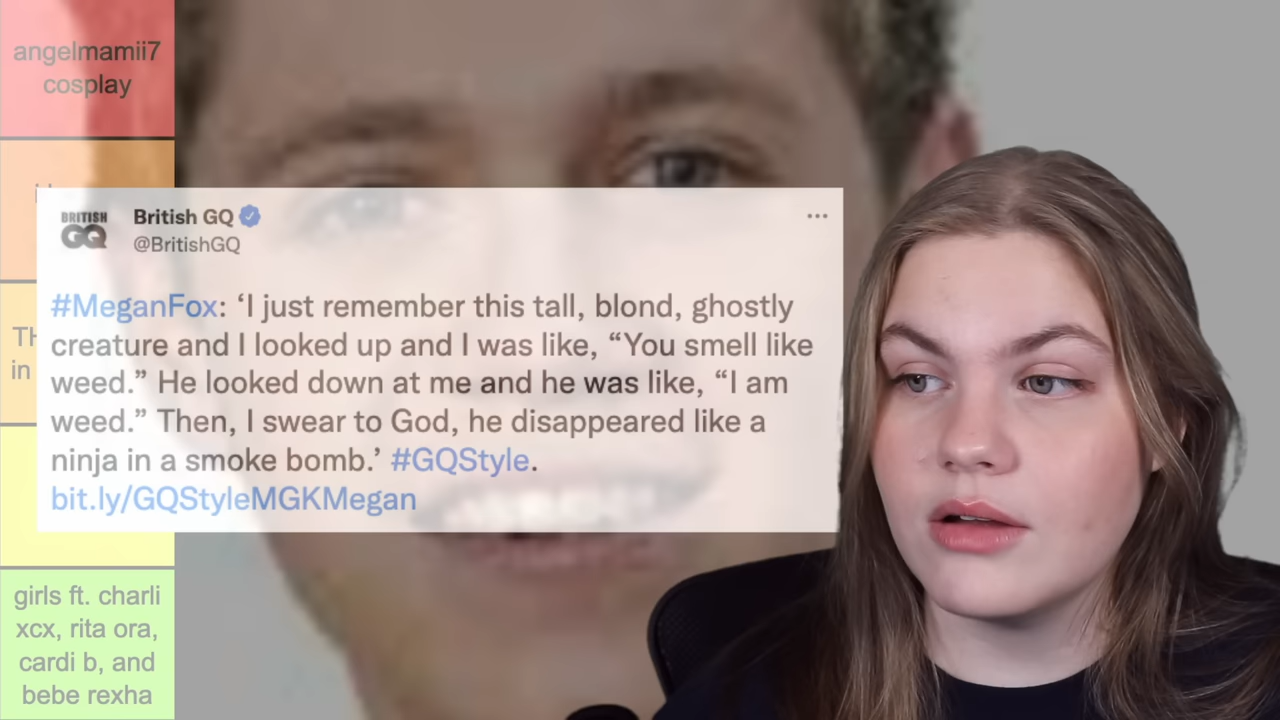 angelmamii7
cosplay
BRITISH
GQ
British GQ
@BritishGQ
#MeganFox: ‘I just remember this tall, blond, ghostly
creature and I looked up and I was like, “You smell like
weed.” He looked down at me and he was like, “I am
weed.” Then, I swear to God, he disappeared like a
ninja in a smoke bomb.’ #GQStyle.
bit.ly/GQStyleMGKMegan
in
girls ft. charli
xcx, rita ora,
cardi b, and
bebe rexha